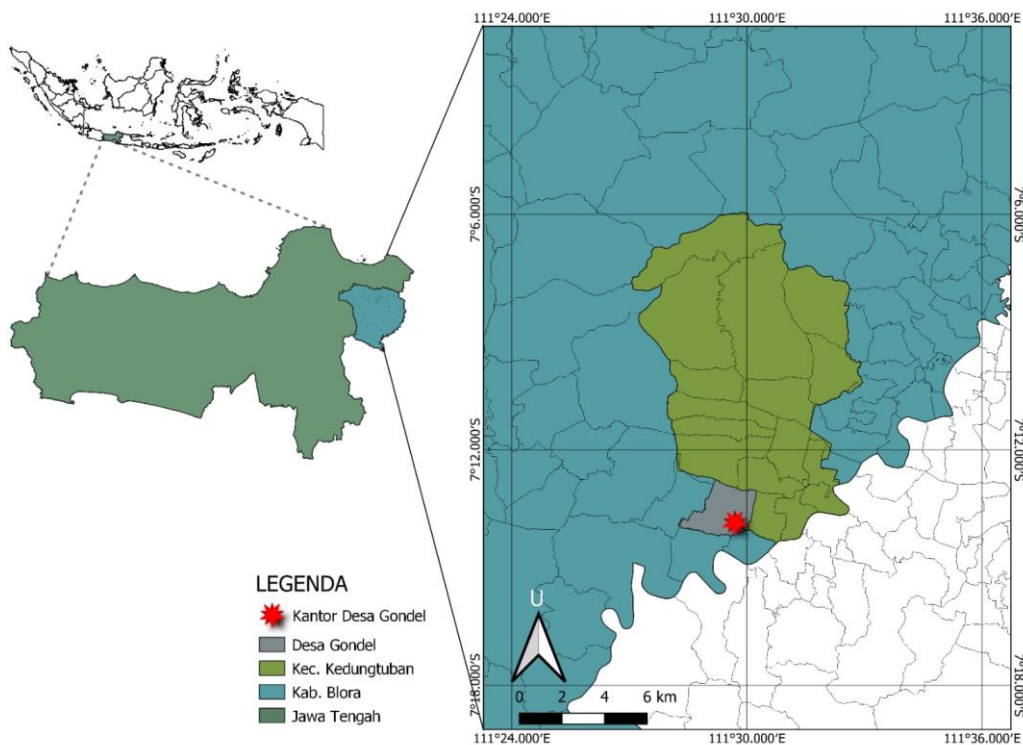 111°24.000'E 111°30.000'E 111°36.000'E
7°6.000'S 7°6.000'S
7°12.000'S 7°12.000'S
7°18.000'S 7°18.000'S
U
0 2 4 6 km
111°24.000'E 111°30.000'E 111°36.000'E
LEGENDA
Kantor Desa Gondel
Desa Gondel
Kec. Kedungtuban
Kab. Blora
Jawa Tengah